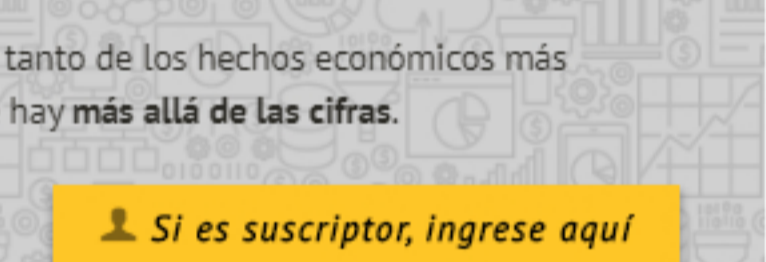 tanto de los hechos económicos más
hay más allá de las cifras.
Si es suscriptor, ingrese aquí